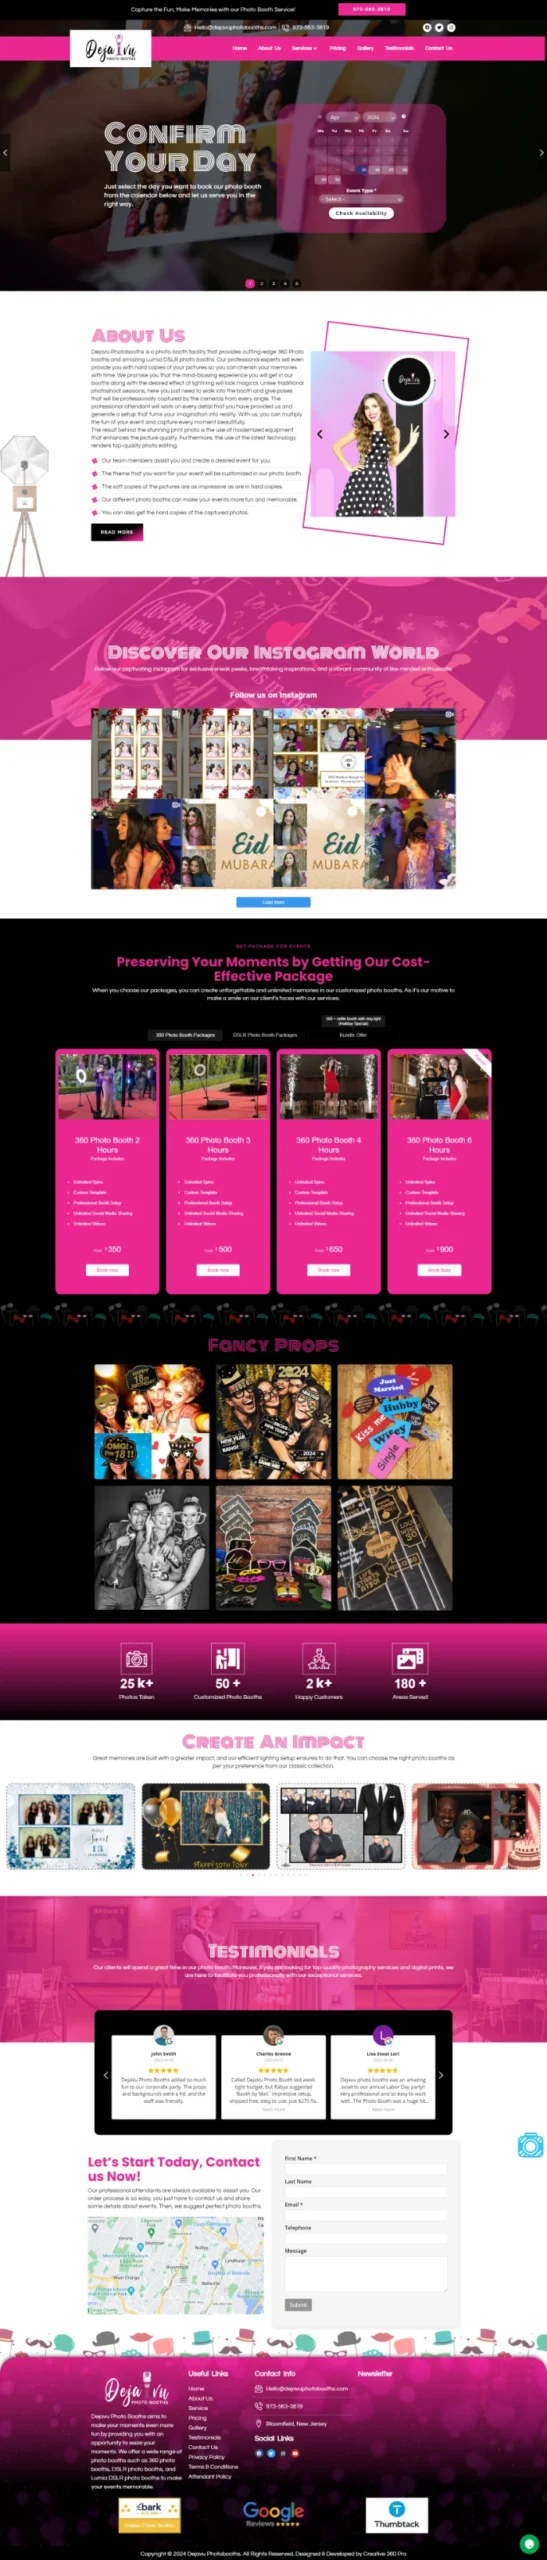 Capture the Fun, Make Memories with our Photo Booth Service!
973-563-3819
Hello@dejavuphotobooths.com
973-563-3819
Deja Vu
PHOTO BOOTHS
Home
About Us
Services
Pricing
Gallery
Testimonials
Contact Us
Confirm
Your Day
Just select the day you want to book our photo booth
from the calendar below and let us serve you in the
right way.
Apr
2024
Mo Tu We Th Fr Sa Su
Event Type *
- Select -
Check Availability
1 2 3 4 5
About Us
Dejavu Photobooths is a photo booth facility that provides cutting-edge 360 Photo
booths and amazing Lumia DSLR photo booths. Our professional experts will even
provide you with hard copies of your pictures so you can cherish your memories
with time. We promise you that the mind-blowing experience you will get in our
booths along with the desired effect of lightning will look magical. Unlike traditional
photoshoot sessions, here you just need to walk into the booth and give poses
that will be professionally captured by the cameras from every angle. The
professional attendant will work on every detail that you have provided us and
generate a setup that turns your imagination into reality. With us, you can multiply
the fun of your event and capture every moment beautifully.
The result behind the stunning print photo is the use of modernized equipment
that enhances the picture quality. Furthermore, the use of the latest technology
renders top-quality photo editing.
Our team members assist you and create a desired event for you.
The theme that you want for your event will be customized in our photo booth.
The soft copies of the pictures are as impressive as are in hard copies.
Our different photo booths can make your events more fun and memorable.
You can also get the hard copies of the captured photos.
READ MORE
Deja Vu
Discover Our Instagram World
Follow our captivating Instagram for exclusive sneak peeks, breathtaking inspirations, and a vibrant community of like-minded enthusiasts.
Follow us on Instagram
Eid
MUBARA
Eid
MUBARA
Load More
GET PACKAGE FOR EVENTS
Preserving Your Moments by Getting Our Cost-
Effective Package
When you choose our packages, you can create unforgettable and unlimited memories in our customized photo booths. As it's our motive to
make a smile on our client's faces with our services.
360 Photo Booth Packages
DSLR Photo Booth Packages
360 + selfie booth with ring light
(Holiday Special)
Bundle Offer
360 Photo Booth 2
Hours
Package Includes
Unlimited Spins
Custom Template
Professional Booth Setup
Unlimited Social Media Sharing
Unlimited Videos
$350
Book now
360 Photo Booth 3
Hours
Package Includes
Unlimited Spins
Custom Template
Professional Booth Setup
Unlimited Social Media Sharing
Unlimited Videos
$500
Book now
360 Photo Booth 4
Hours
Package Includes
Unlimited Spins
Custom Template
Professional Booth Setup
Unlimited Social Media Sharing
Unlimited Videos
$650
Book now
360 Photo Booth 6
Hours
Package Includes
Unlimited Spins
Custom Template
Professional Booth Setup
Unlimited Social Media Sharing
Unlimited Videos
$900
Book Now
Fancy Props
OMG!
I'm 18!!
2024
Just
Married
Hubby
Kiss me
Wifey
Single
25 k+
Photos Taken
50 +
Customized Photo Booths
2 k+
Happy Customers
180 +
Areas Served
Create An Impact
Great memories are built with a greater impact, and our efficient lighting setup ensures to do that. You can choose the right photo booths as
per your preference from our classic collection.
Sweet
HAPPY 50TH TONY
Testimonials
Our clients will spend a great time in our photo booth. Moreover, if you are looking for top-quality photography services and digital prints, we
are here to facilitate you professionally with our exceptional services.
John Smith
DejaVu Photo Booths added so much
fun to our corporate party. The props
and backgrounds were a hit, and the
staff was friendly.
Charles Greene
Called DejaVu Photo Booth last week,
tight budget, but Rabya suggested
'Booth by Mail.' Impressive setup,
shipped free, easy to use. Just $275 fla...
Read more
Lisa Stout Lori
Dejavu photo booths was an amazing
asset to our annual Labor Day party!
Very professional and so easy to work
with. The Photo Booth was a huge hit...
Read more
Let's Start Today, Contact
us Now!
Our professional attendants are always available to assist you. Our
order process is so easy, you just have to contact us and share
some details about events. Then, we suggest perfect photo booths.
Montclair
Nutley
Bloomfield
Lyndhurst
Belleville
First Name *
Last Name
Email *
Telephone
Message
Submit
Deja Vu
PHOTO BOOTHS
Dejavu Photo Booths aims to
make your moments even more
fun by providing you with an
opportunity to seize your
moments. We offer a wide range of
photo booths such as 360 photo
booths, DSLR photo booths, and
Lumia DSLR photo booths to make
your events memorable.
Useful Links
Home
About Us
Service
Pricing
Gallery
Testimonials
Contact Us
Privacy Policy
Terms & Conditions
Attendant Policy
Contact Info
Hello@dejavuphotobooths.com
973-563-3819
Bloomfield, New Jersey
Social Links
Newsletter
bark
Google
Reviews
Thumbtack
Copyright © 2024 Dejavu Photobooths. All Rights Reserved. Designed & Developed by Creative 360 Pro